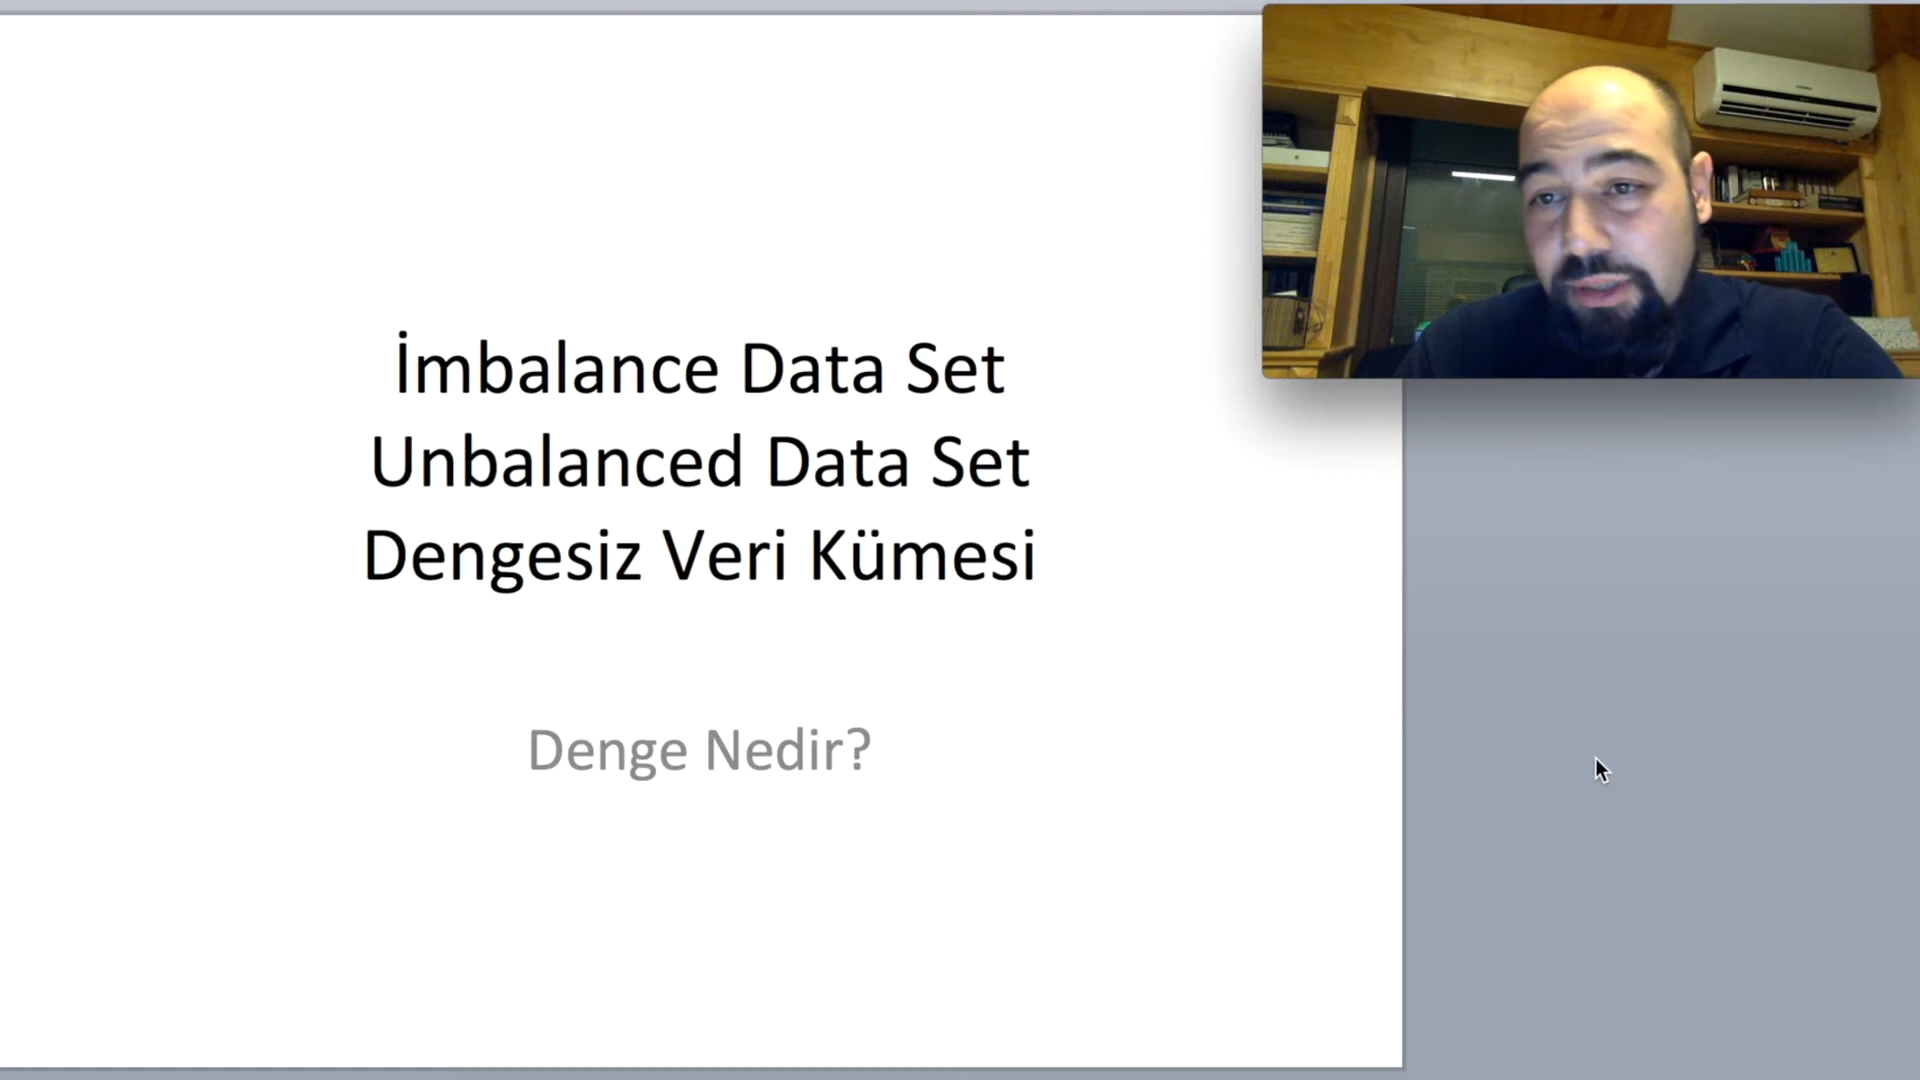 İmbalance Data Set
Unbalanced Data Set
Dengesiz Veri Kümesi
Denge Nedir?